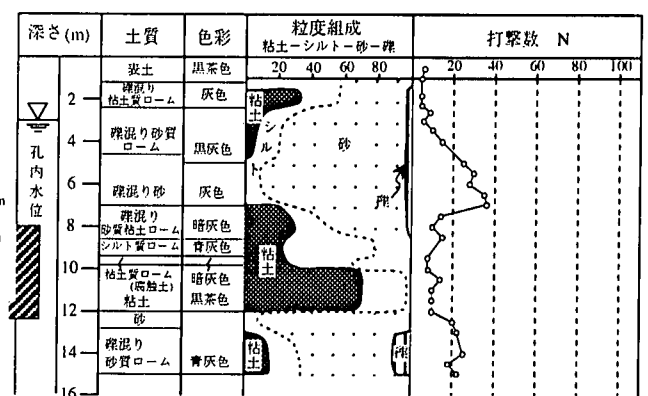 深さ(m)
土質
色彩
粒度組成
粘土ーシルトー砂ー礫
打撃数 N
20 40 60 80
20 40 60 80 100
表土
黒茶色
礫混り
粘土質ローム
灰色
2
粘土
シルト
砂
礫
礫混り砂質
ローム
黒灰色
4
孔内水位
礫混り砂
灰色
6
礫混り
砂質粘土ローム
暗灰色
8
シルト質ローム
青灰色
粘土
10
粘土質ローム
(腐蝕土)
暗灰色
粘土
黒茶色
12
砂
礫混り
砂質ローム
青灰色
14
粘土
礫
16